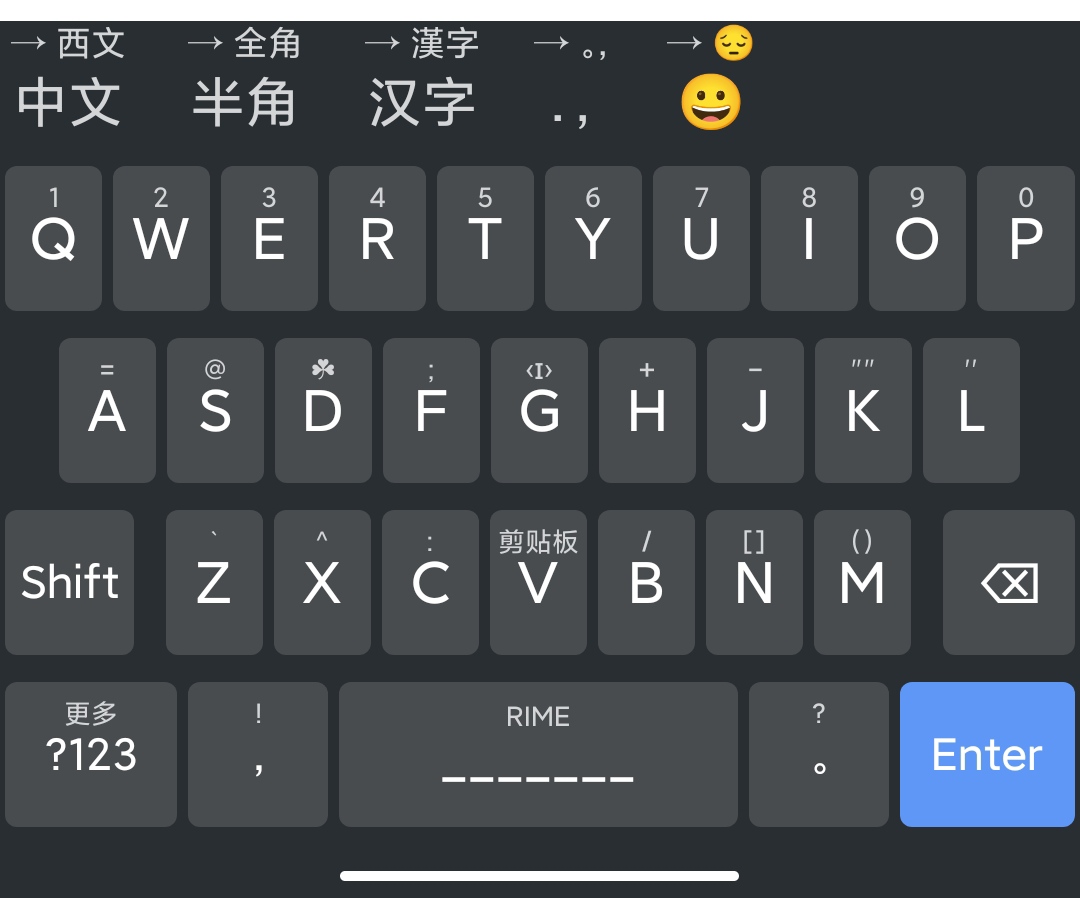 → 西文 → 全角 → 漢字 → 。, → 😔
中文 半角 汉字 ., 😀
1 2 3 4 5 6 7 8 9 0
Q W E R T Y U I O P
= @ ☘ ; ‹I› + - "" ''
A S D F G H J K L
` ^ : 剪贴板 / [] ()
Shift Z X C V B N M ⌫
更多 ! RIME ?
?123 , _______ 。 Enter